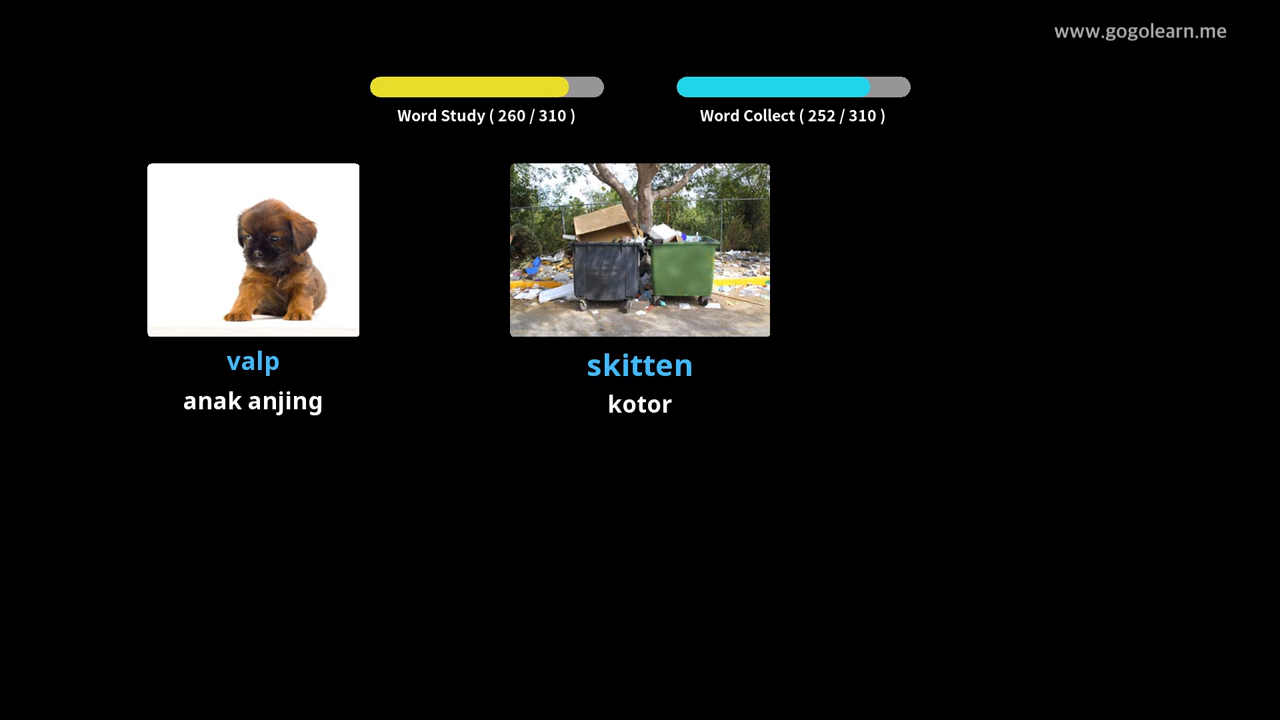 www.gogolearn.me
Word Study ( 260 / 310 )
Word Collect ( 252 / 310 )
valp
anak anjing
skitten
kotor